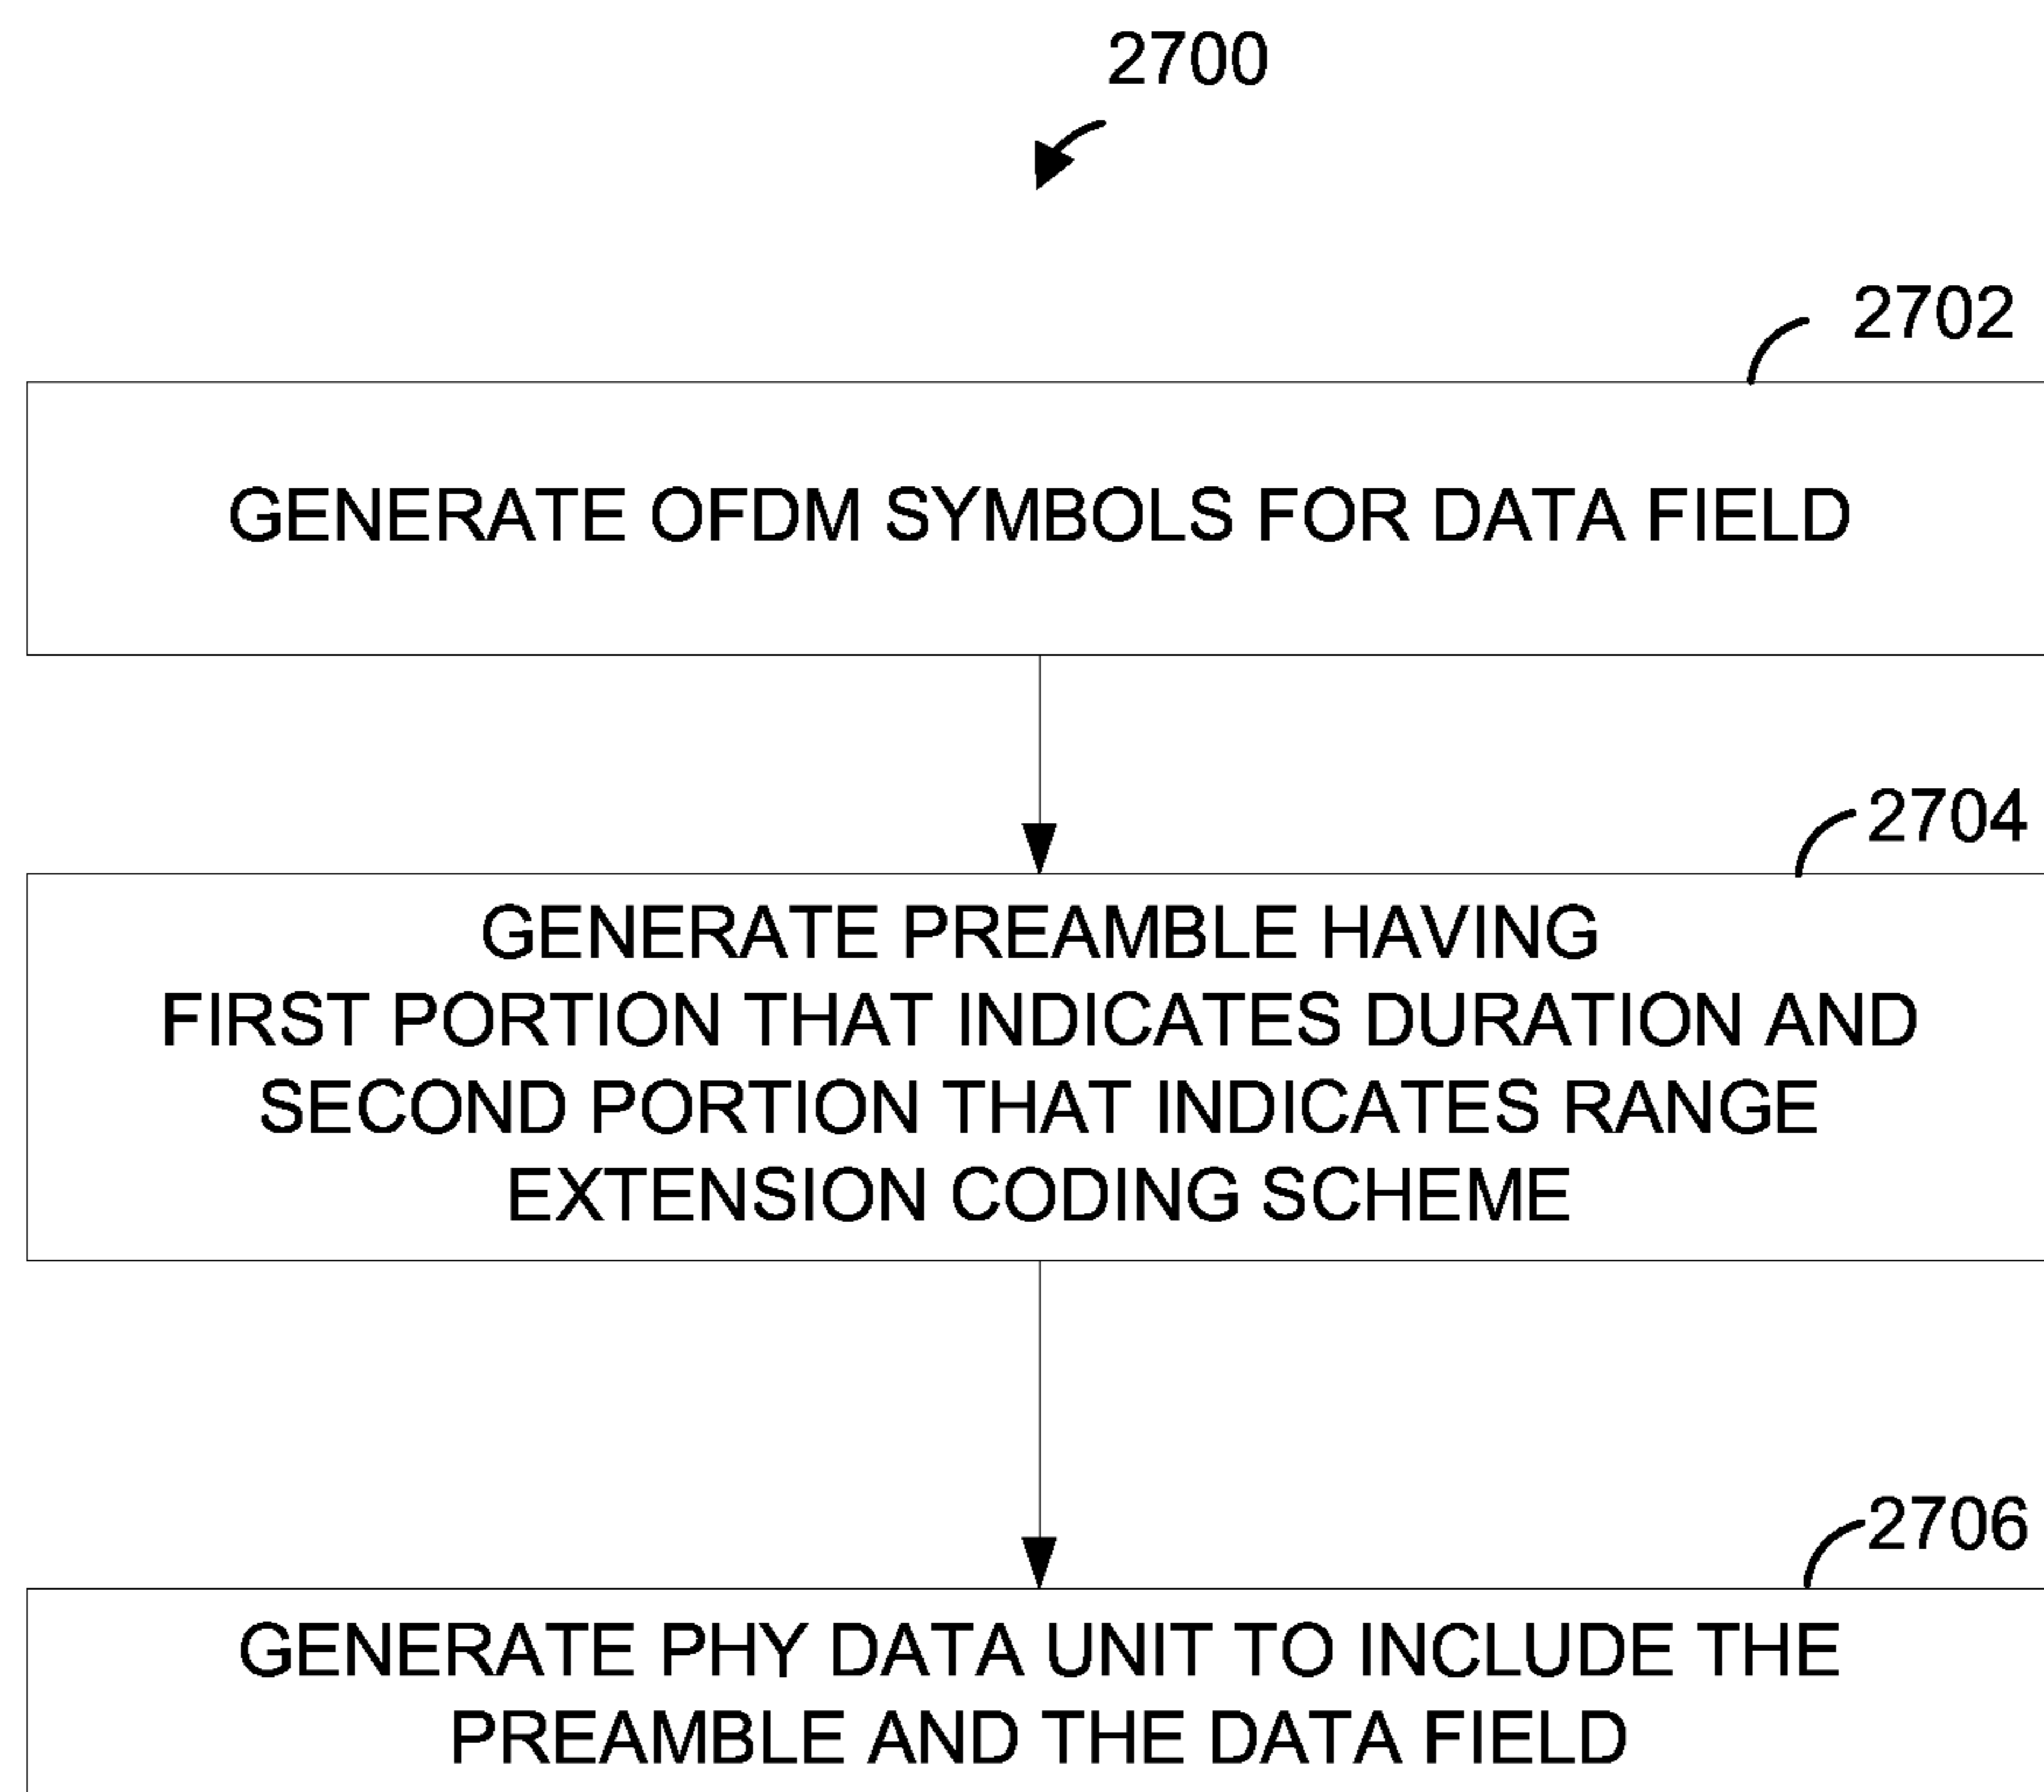 2700
2702
GENERATE OFDM SYMBOLS FOR DATA FIELD
2704
GENERATE PREAMBLE HAVING
FIRST PORTION THAT INDICATES DURATION AND
SECOND PORTION THAT INDICATES RANGE
EXTENSION CODING SCHEME
2706
GENERATE PHY DATA UNIT TO INCLUDE THE
PREAMBLE AND THE DATA FIELD